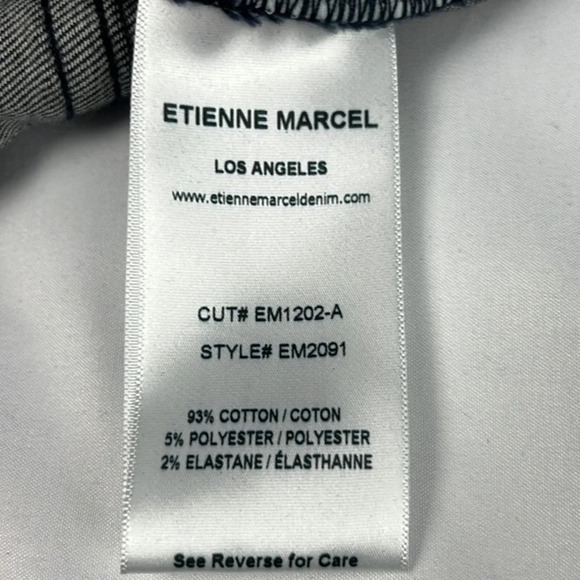 ETIENNE MARCEL
LOS ANGELES
www.etiennemarceldenim.com
CUT# EM1202-A
STYLE# EM2091
93% COTTON / COTON
5% POLYESTER / POLYESTER
2% ELASTANE / ÉLASTHANNE
See Reverse for Care